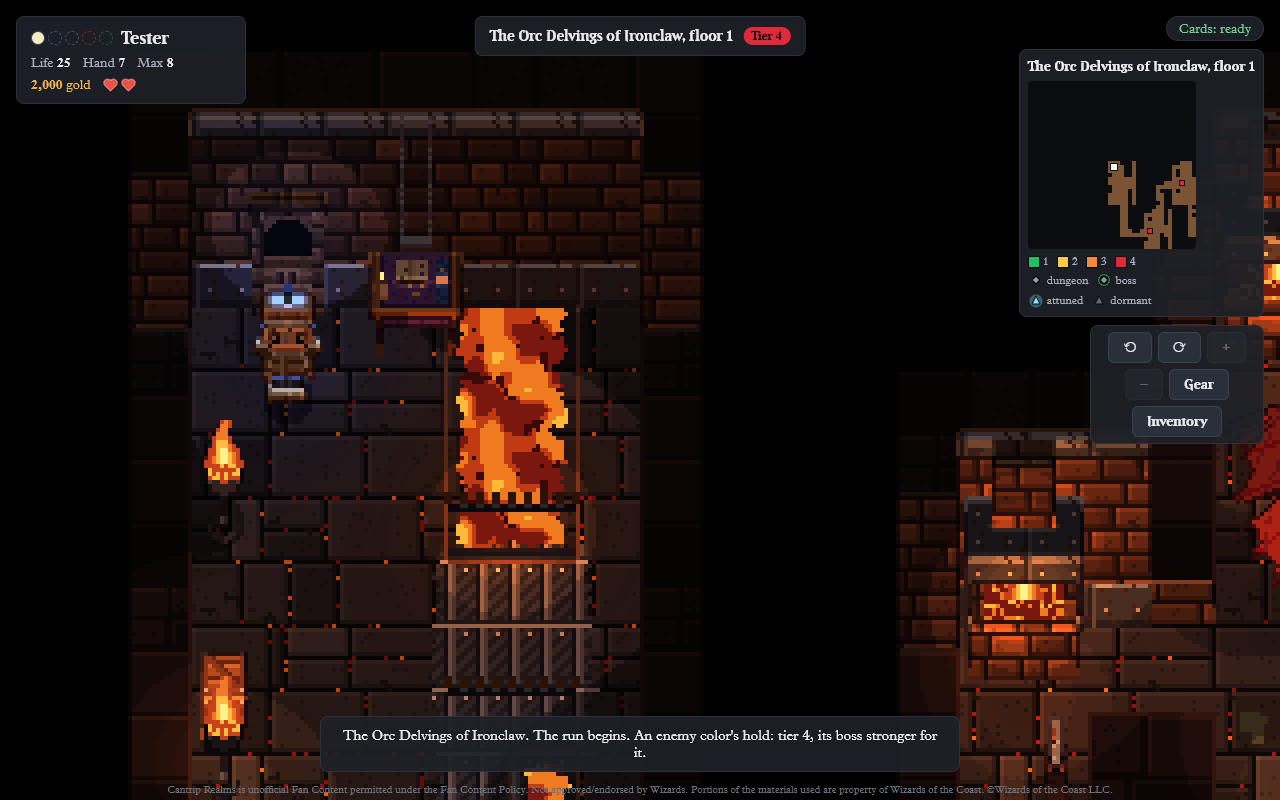 Tester
Life 25 Hand 7 Max 8
2,000 gold
The Orc Delvings of Ironclaw, floor 1 Tier 4
Cards: ready
The Orc Delvings of Ironclaw, floor 1
1 2 3 4
dungeon boss
attuned dormant
+
− Gear
Inventory
The Orc Delvings of Ironclaw. The run begins. An enemy color's hold: tier 4, its boss stronger for
it.
Cantrip Realms is unofficial Fan Content permitted under the Fan Content Policy. Not approved/endorsed by Wizards. Portions of the materials used are property of Wizards of the Coast. ©Wizards of the Coast LLC.